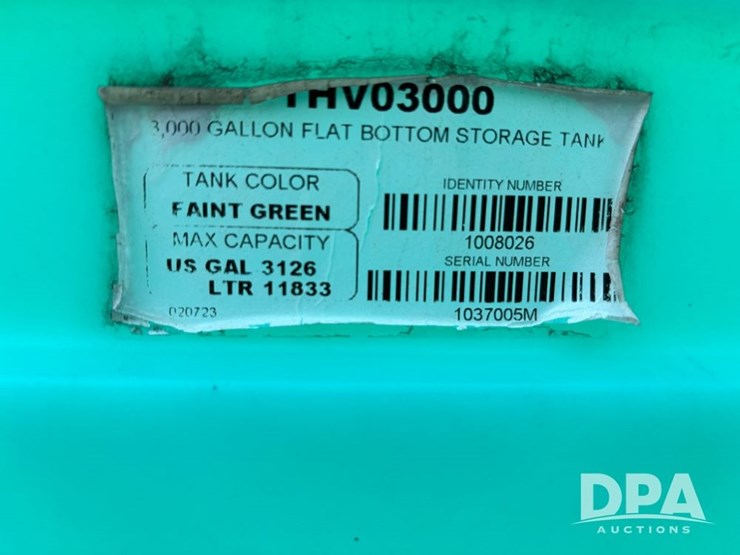 THV03000
3,000 GALLON FLAT BOTTOM STORAGE TANK
TANK COLOR
FAINT GREEN
MAX CAPACITY
US GAL 3126
LTR 11833
020723
IDENTITY NUMBER
1008026
SERIAL NUMBER
1037005M
DPA
AUCTIONS